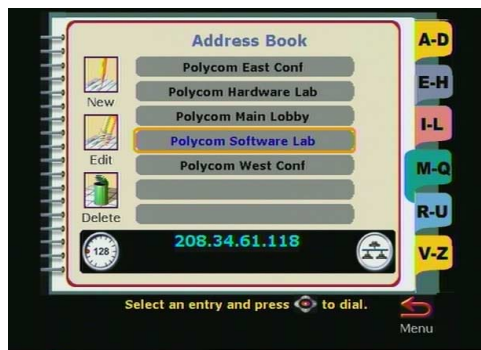 Address Book
A-D
E-H
I-L
M-Q
R-U
V-Z
New
Edit
Delete
Polycom East Conf
Polycom Hardware Lab
Polycom Main Lobby
Polycom Software Lab
Polycom West Conf
128
208.34.61.118
Select an entry and press to dial.
Menu